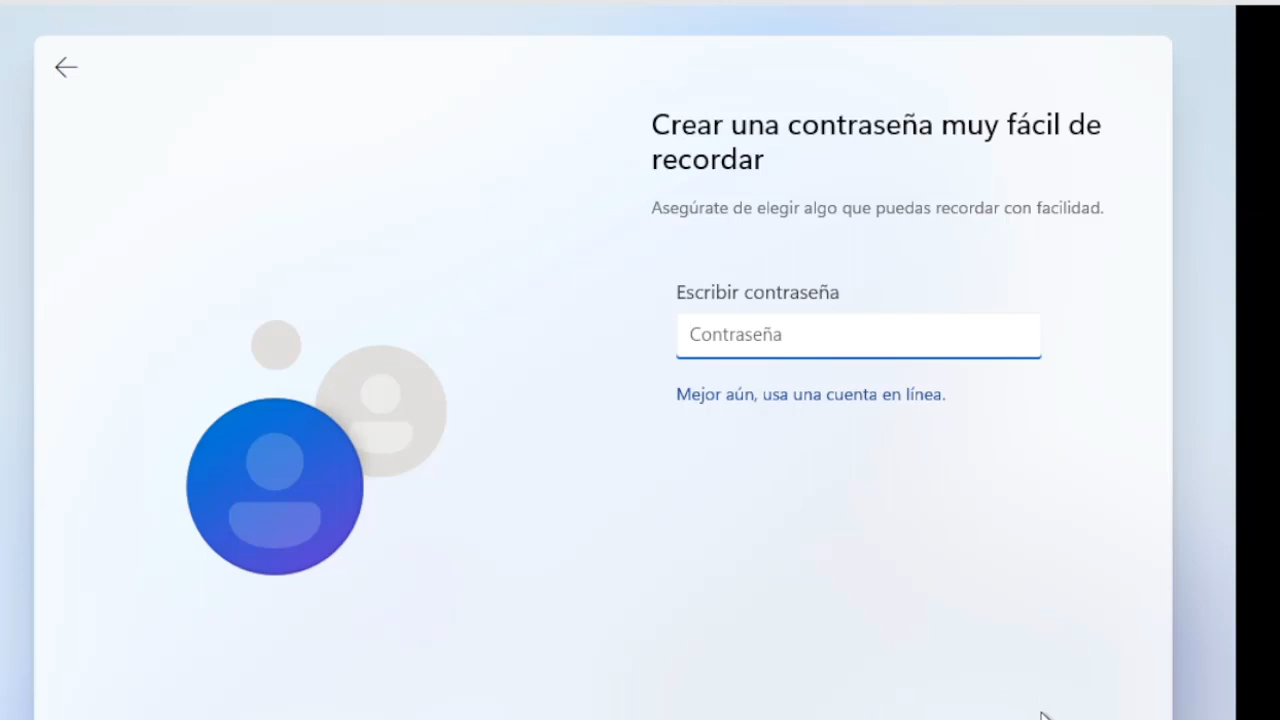 Crear una contraseña muy fácil de
recordar
Asegúrate de elegir algo que puedas recordar con facilidad.
Escribir contraseña
Contraseña
Mejor aún, usa una cuenta en línea.